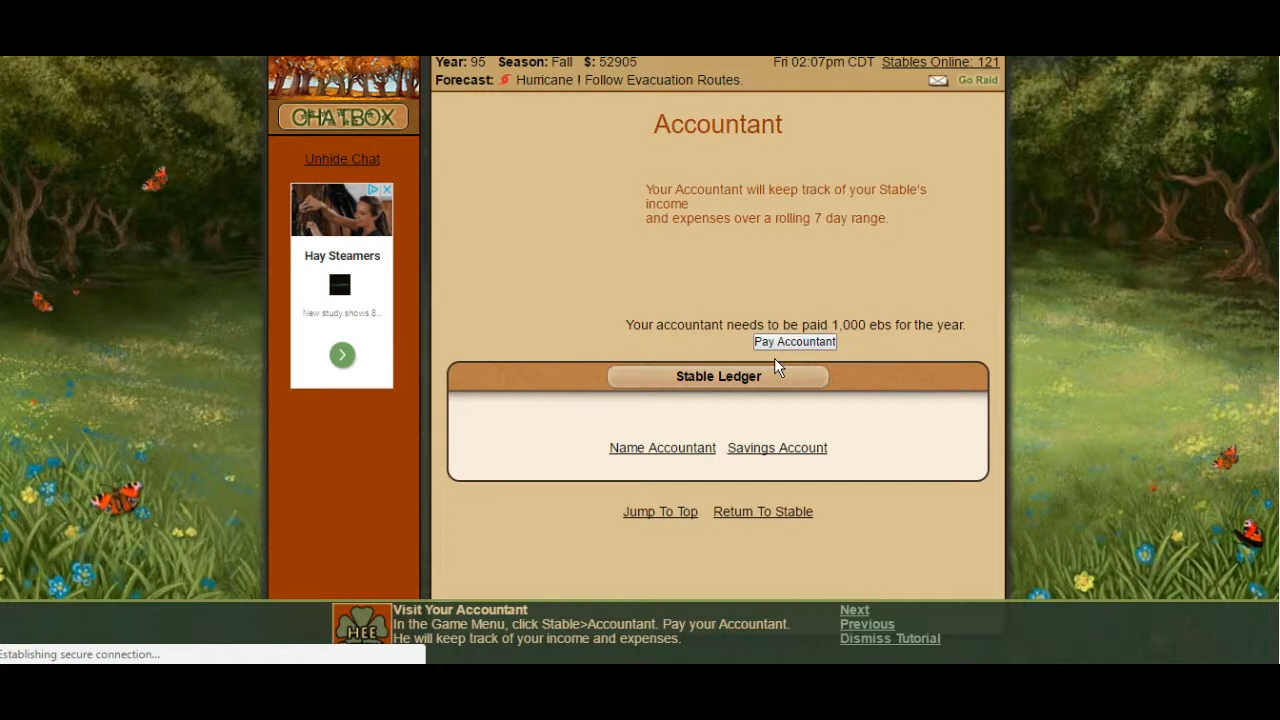 Year: 95 Season: Fall $: 52905 Fri 02:07pm CDT Stables Online: 121
Forecast: Hurricane ! Follow Evacuation Routes. Go Raid
CHATBOX
Accountant
Unhide Chat
Your Accountant will keep track of your Stable's
income
and expenses over a rolling 7 day range.
Hay Steamers
New study shows 8...
Your accountant needs to be paid 1,000 ebs for the year.
Pay Accountant
Stable Ledger
Name Accountant Savings Account
Jump To Top Return To Stable
HEE
Visit Your Accountant
In the Game Menu, click Stable>Accountant. Pay your Accountant.
He will keep track of your income and expenses.
Next
Previous
Dismiss Tutorial
Establishing secure connection...